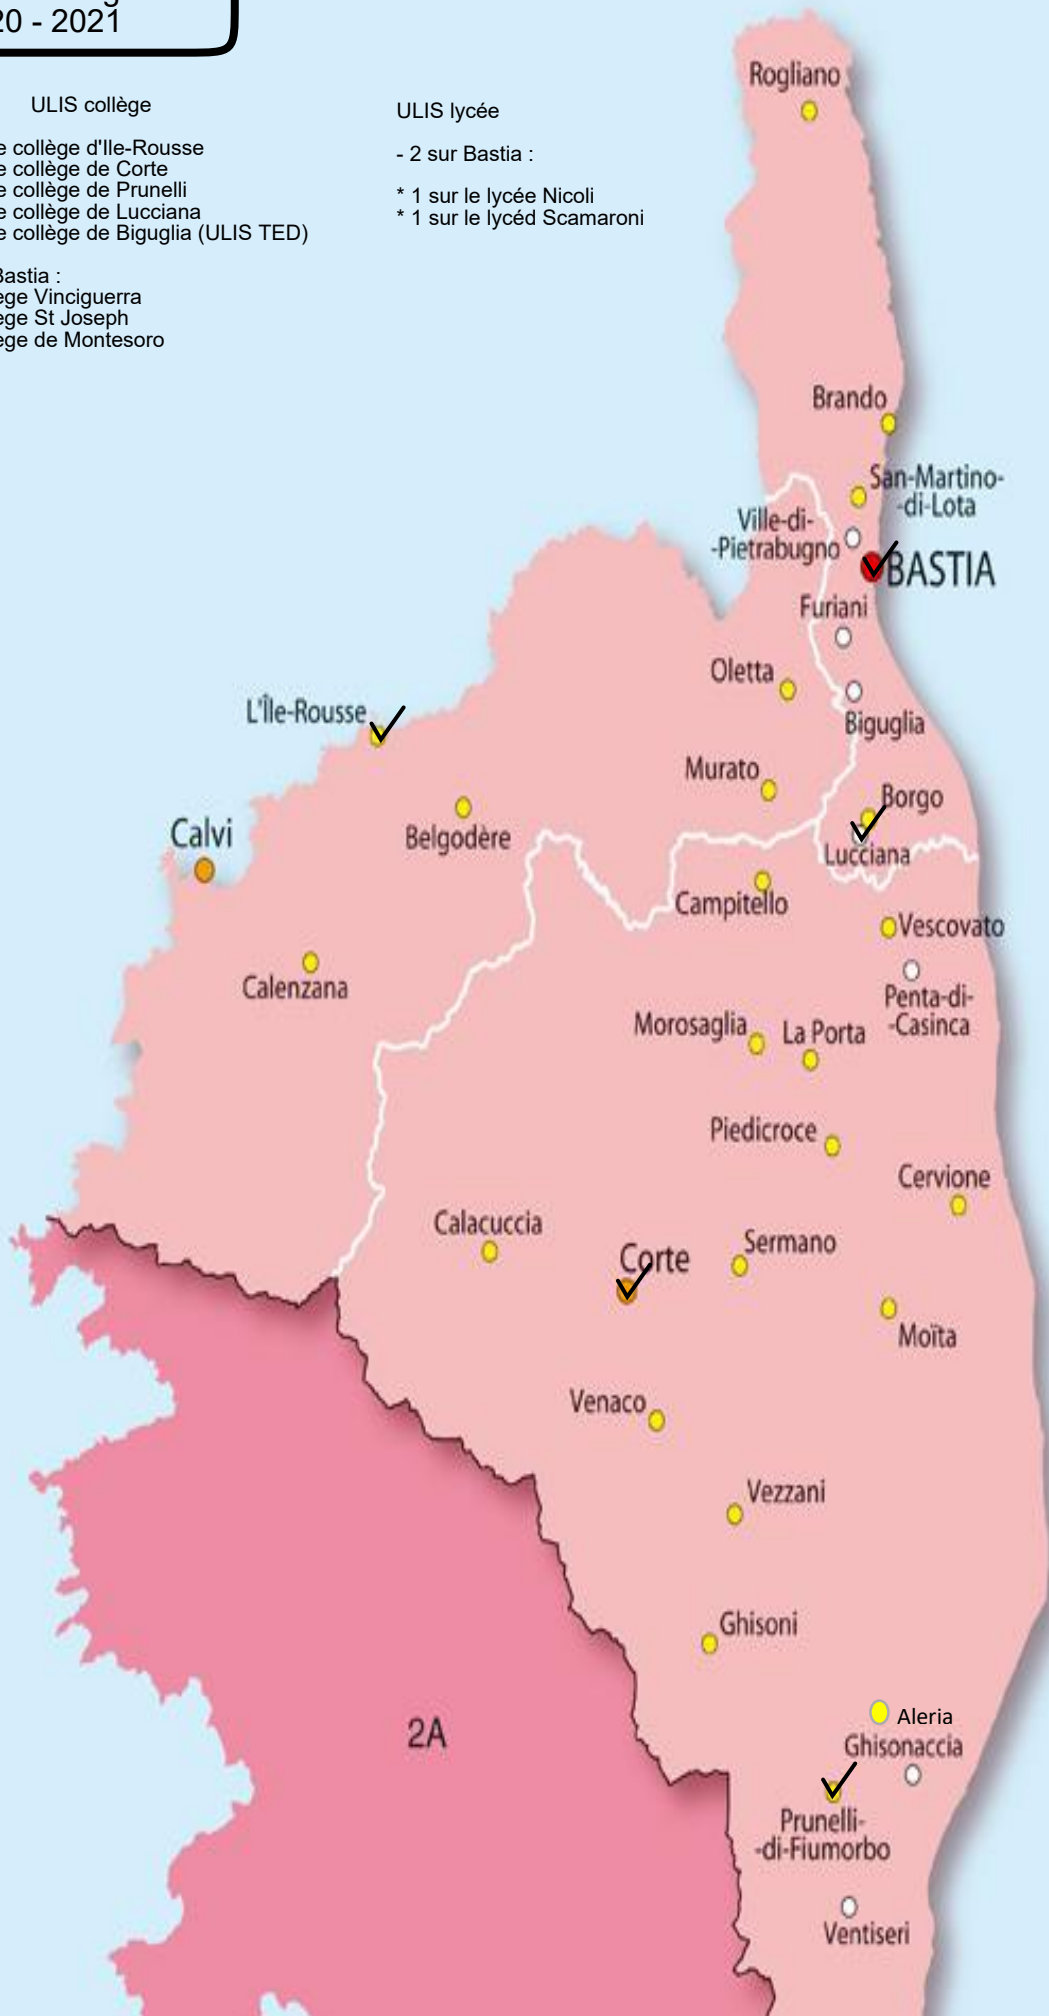 20 - 2021
ULIS collège
e collège d'Ile-Rousse
e collège de Corte
e collège de Prunelli
e collège de Lucciana
e collège de Biguglia (ULIS TED)
Bastia :
ege Vinciguerra
ege St Joseph
ege de Montesoro
ULIS lycée
- 2 sur Bastia :
* 1 sur le lycée Nicoli
* 1 sur le lycéd Scamaroni
Rogliano
Brando
San-Martino-
-di-Lota
Ville-di-
-Pietrabugno
BASTIA
Furiani
Oletta
L'Île-Rousse
Biguglia
Murato
Borgo
Calvi
Belgodère
Lucciana
Campitello
Vescovato
Calenzana
Penta-di-
-Casinca
Morosaglia
La Porta
Piedicroce
Cervione
Calacuccia
Sermano
Corte
Moïta
Venaco
Vezzani
Ghisoni
Aleria
2A
Ghisonaccia
Prunelli-
-di-Fiumorbo
Ventiseri